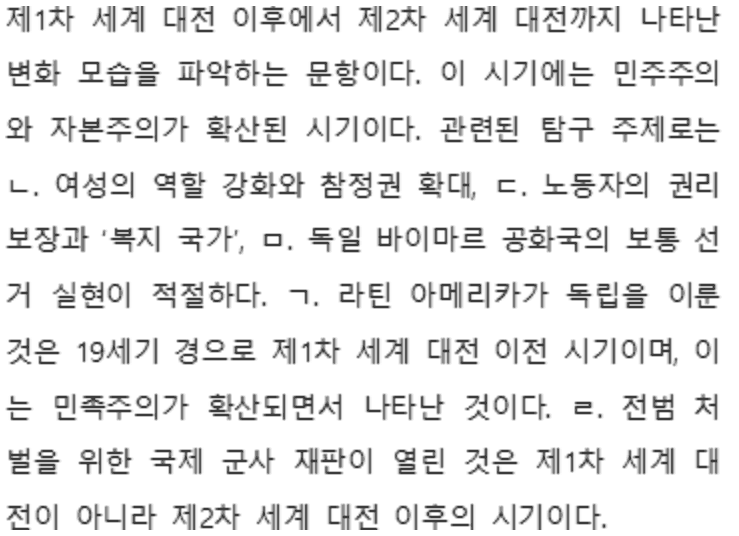 제1차 세계 대전 이후에서 제2차 세계 대전까지 나타난
변화 모습을 파악하는 문항이다. 이 시기에는 민주주의
와 자본주의가 확산된 시기이다. 관련된 탐구 주제로는
ㄴ. 여성의 역할 강화와 참정권 확대, ㄷ. 노동자의 권리
보장과 ‘복지 국가’, ㅁ. 독일 바이마르 공화국의 보통 선
거 실현이 적절하다. ㄱ. 라틴 아메리카가 독립을 이룬
것은 19세기 경으로 제1차 세계 대전 이전 시기이며, 이
는 민족주의가 확산되면서 나타난 것이다. ㄹ. 전범 처
벌을 위한 국제 군사 재판이 열린 것은 제1차 세계 대
전이 아니라 제2차 세계 대전 이후의 시기이다.